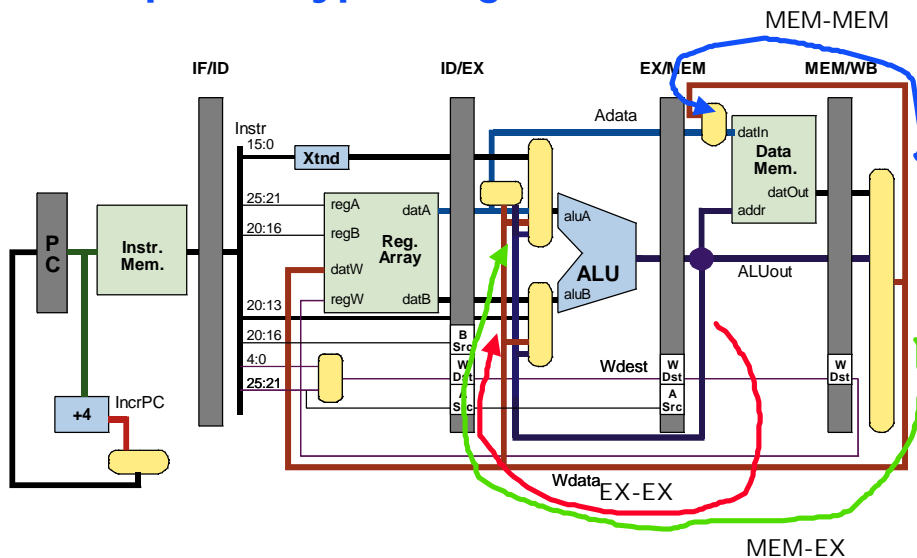 MEM-MEM
IF/ID
ID/EX
EX/MEM
MEM/WB
Instr
15:0
Xtnd
Adata
datIn
Data
Mem.
datOut
addr
25:21
regA
datA
20:16
regB
Reg.
Array
datW
regW
datB
aluA
ALU
aluB
ALUout
P
C
Instr.
Mem.
20:13
20:16
4:0
25:21
B
Src
W
Dst
A
Src
Wdest
W
Dst
A
Src
W
Dst
+4
IncrPC
Wdata
EX-EX
MEM-EX